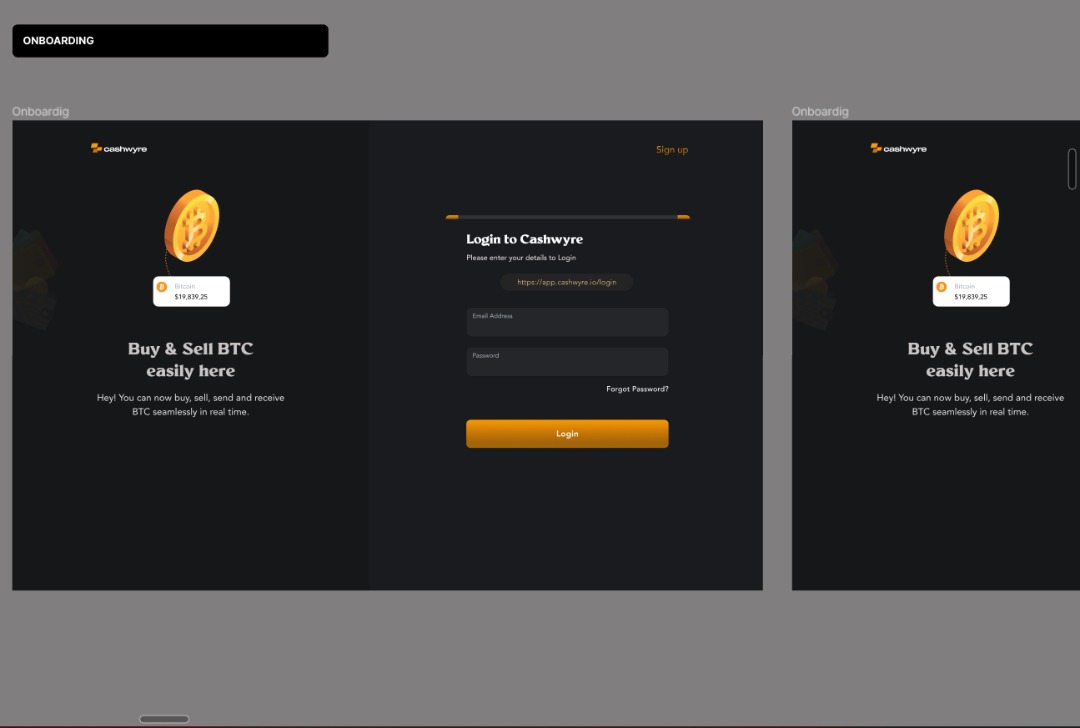 ONBOARDING
Onboardig
cashwyre
Bitcoin
$19,839,25
Buy & Sell BTC
easily here
Hey! You can now buy, sell, send and receive
BTC seamlessly in real time.
Sign up
Login to Cashwyre
Please enter your details to Login
https://app.cashwyre.io/login
Email Address
Password
Forgot Password?
Login
Onboardig
cashwyre
Bitcoin
$19,839,25
Buy & Sell BTC
easily here
Hey! You can now buy, sell, send and receive
BTC seamlessly in real time.